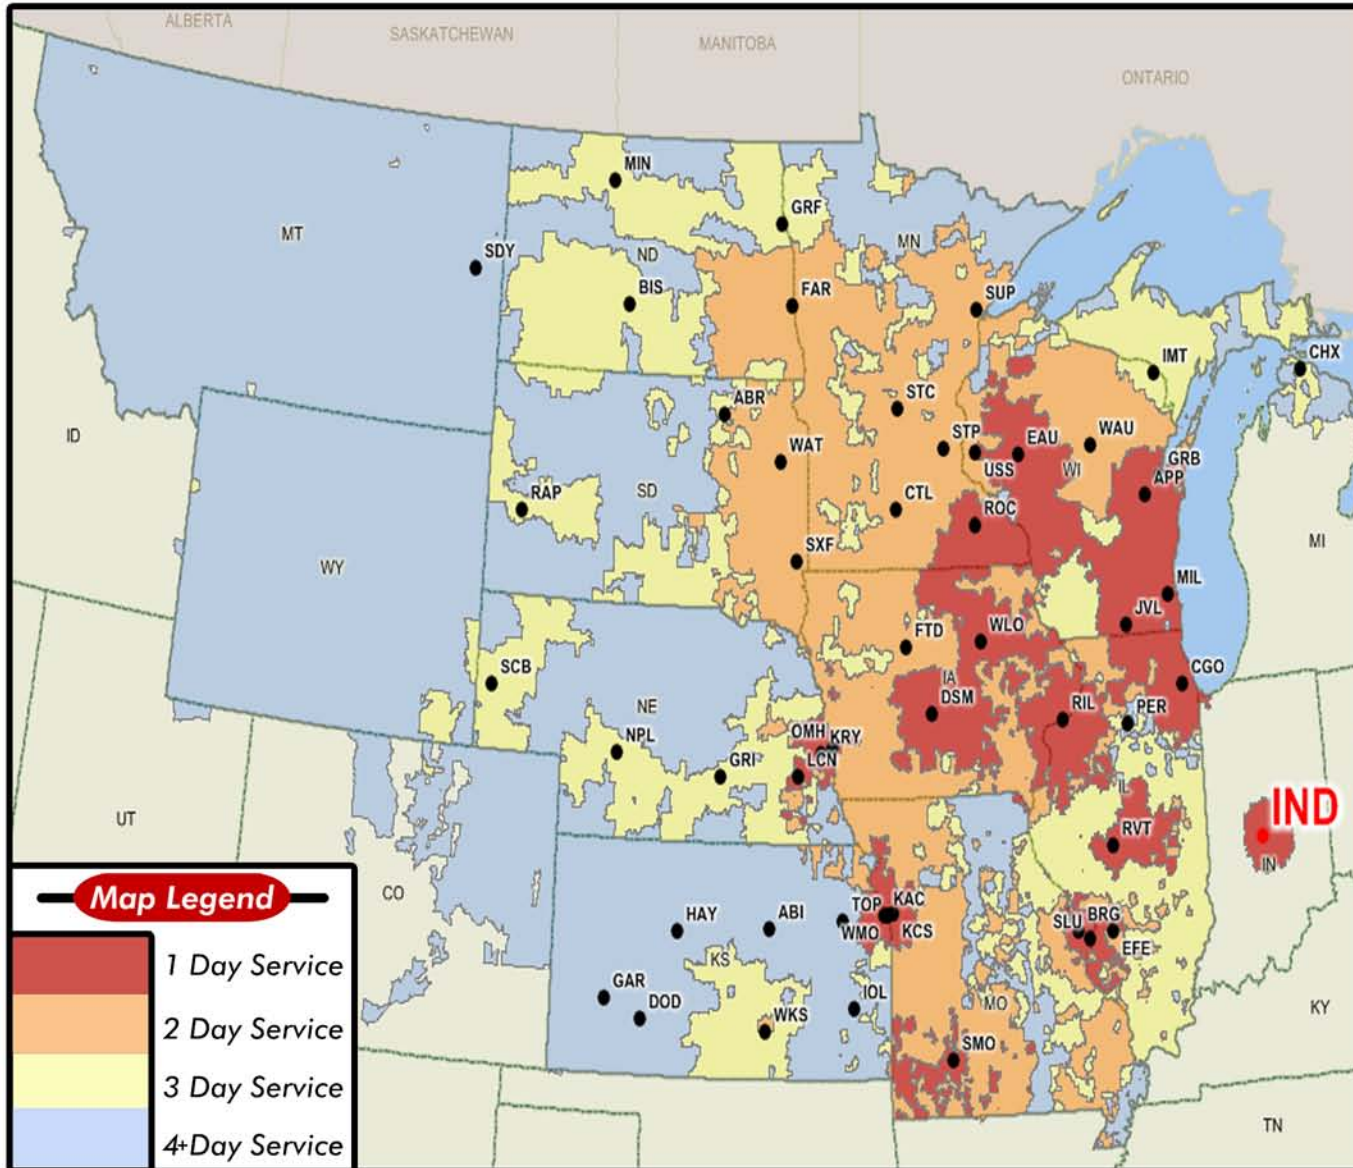 ALBERTA
SASKATCHEWAN
MANITOBA
ONTARIO
MIN
GRF
MT
ND
MN
SDY
BIS
FAR
SUP
IMT
CHX
ABR
STC
ID
WAT
STP
EAU
WAU
USS
WI
GRB
APP
RAP
SD
CTL
ROC
MI
SXF
WY
MIL
JVL
FTD
WLO
SCB
IA
CGO
NE
DSM
RIL
PER
NPL
OMH
KRY
GRI
LCN
UT
IL
IND
RVT
IN
CO
Map Legend
HAY
ABI
TOP
KAC
WMO
KCS
SLU
BRG
EFE
1 Day Service
KS
GAR
DOD
IOL
MO
KY
2 Day Service
WKS
SMO
3 Day Service
TN
4+Day Service